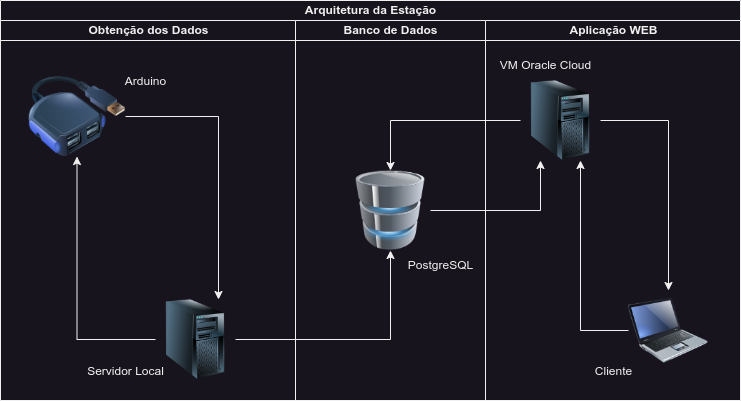 Arquitetura da Estação
Obtenção dos Dados
Banco de Dados
Aplicação WEB
Arduino
VM Oracle Cloud
PostgreSQL
Servidor Local
Cliente